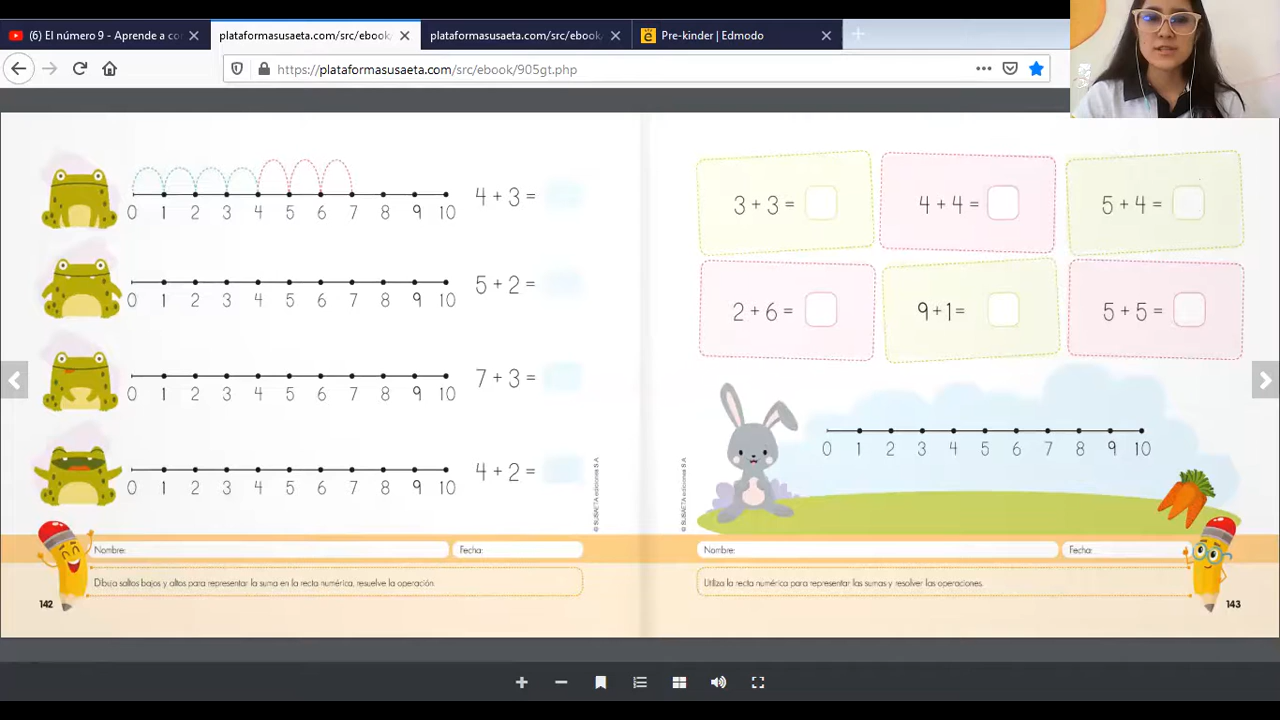 (6) El número 9 - Aprende a co
plataformasusaeta.com/src/ebook/
plataformasusaeta.com/src/ebook/
Pre-kinder | Edmodo
https://plataformasusaeta.com/src/ebook/905gt.php
0 1 2 3 4 5 6 7 8 9 10
4 + 3 =
0 1 2 3 4 5 6 7 8 9 10
5 + 2 =
0 1 2 3 4 5 6 7 8 9 10
7 + 3 =
0 1 2 3 4 5 6 7 8 9 10
4 + 2 =
© SUSAETA ediciones S.A.
Nombre:
Fecha:
Dibuja saltos bajos y altos para representar la suma en la recta numérica, resuelve la operación.
142
3 + 3 =
4 + 4 =
5 + 4 =
2 + 6 =
9 + 1 =
5 + 5 =
0 1 2 3 4 5 6 7 8 9 10
© SUSAETA ediciones S.A.
Nombre:
Fecha:
Utiliza la recta numérica para representar las sumas y resolver las operaciones.
143